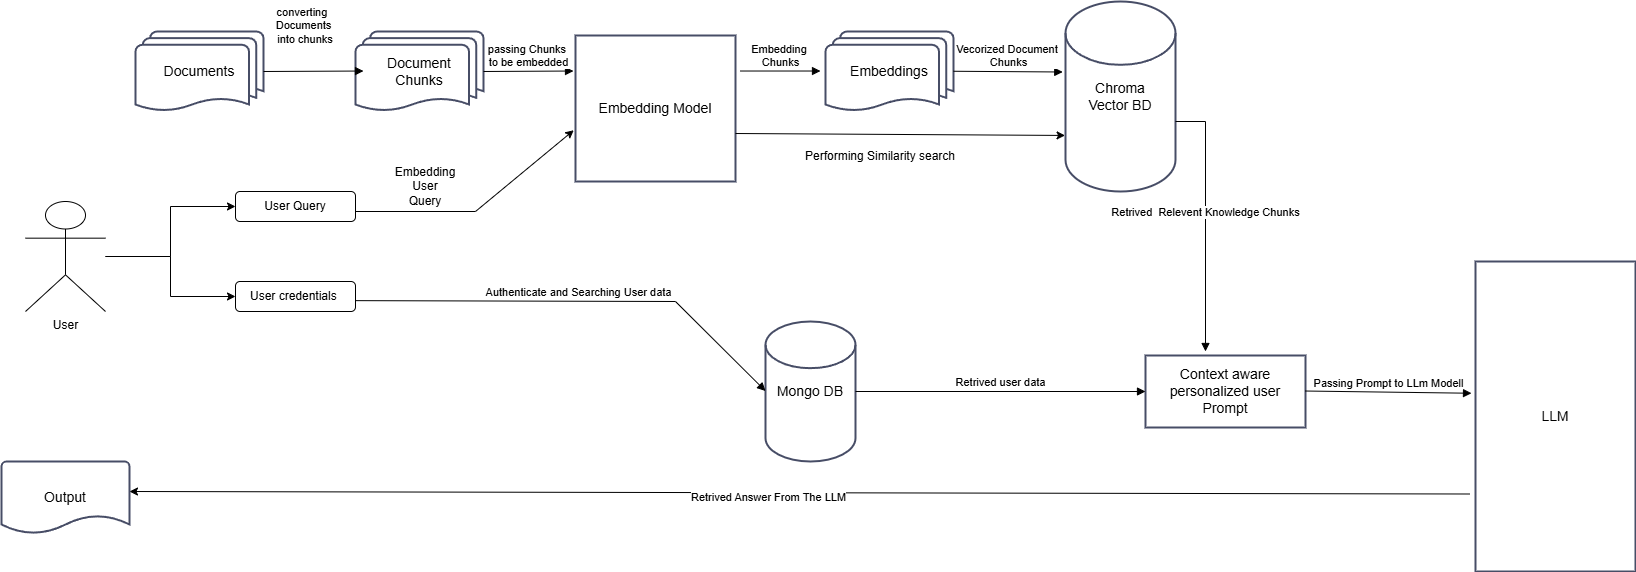 converting
Documents
into chunks
Documents
Document
Chunks
passing Chunks
to be embedded
Embedding Model
Embedding
Chunks
Embeddings
Vecorized Document
Chunks
Chroma
Vector BD
Performing Similarity search
Embedding
User
Query
User Query
Retrived  Relevent Knowledge Chunks
User credentials
Authenticate and Searching User data
User
Mongo DB
Retrived user data
Context aware
personalized user
Prompt
Passing Prompt to LLm Modell
LLM
Output
Retrived Answer From The LLM